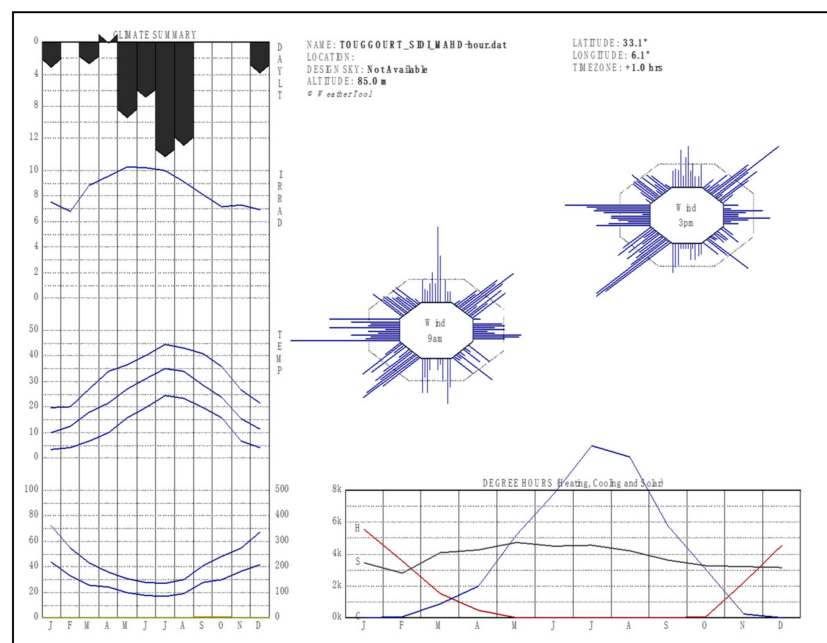 CLIMATE SUMMARY
NAME: TOUGGOURT_SIDI_MAHD-hour.dat
LOCATION:
DESIGN SKY: Not Available
ALTITUDE: 85.0 m
© WeatherTool
LATITUDE: 33.1°
LONGITUDE: 6.1°
TIMEZONE: +1.0 hrs
0
4
8
12
DAYLT
10
8
6
4
2
0
IRRAD
50
40
30
20
10
0
TEMP
100
80
60
40
20
0
500
400
300
200
100
0
J F M A M J J A S O N D
Wind
3pm
Wind
9am
DEGREE HOURS (Heating, Cooling and Solar)
8k
6k
4k
2k
0k
H
S
C
J F M A M J J A S O N D